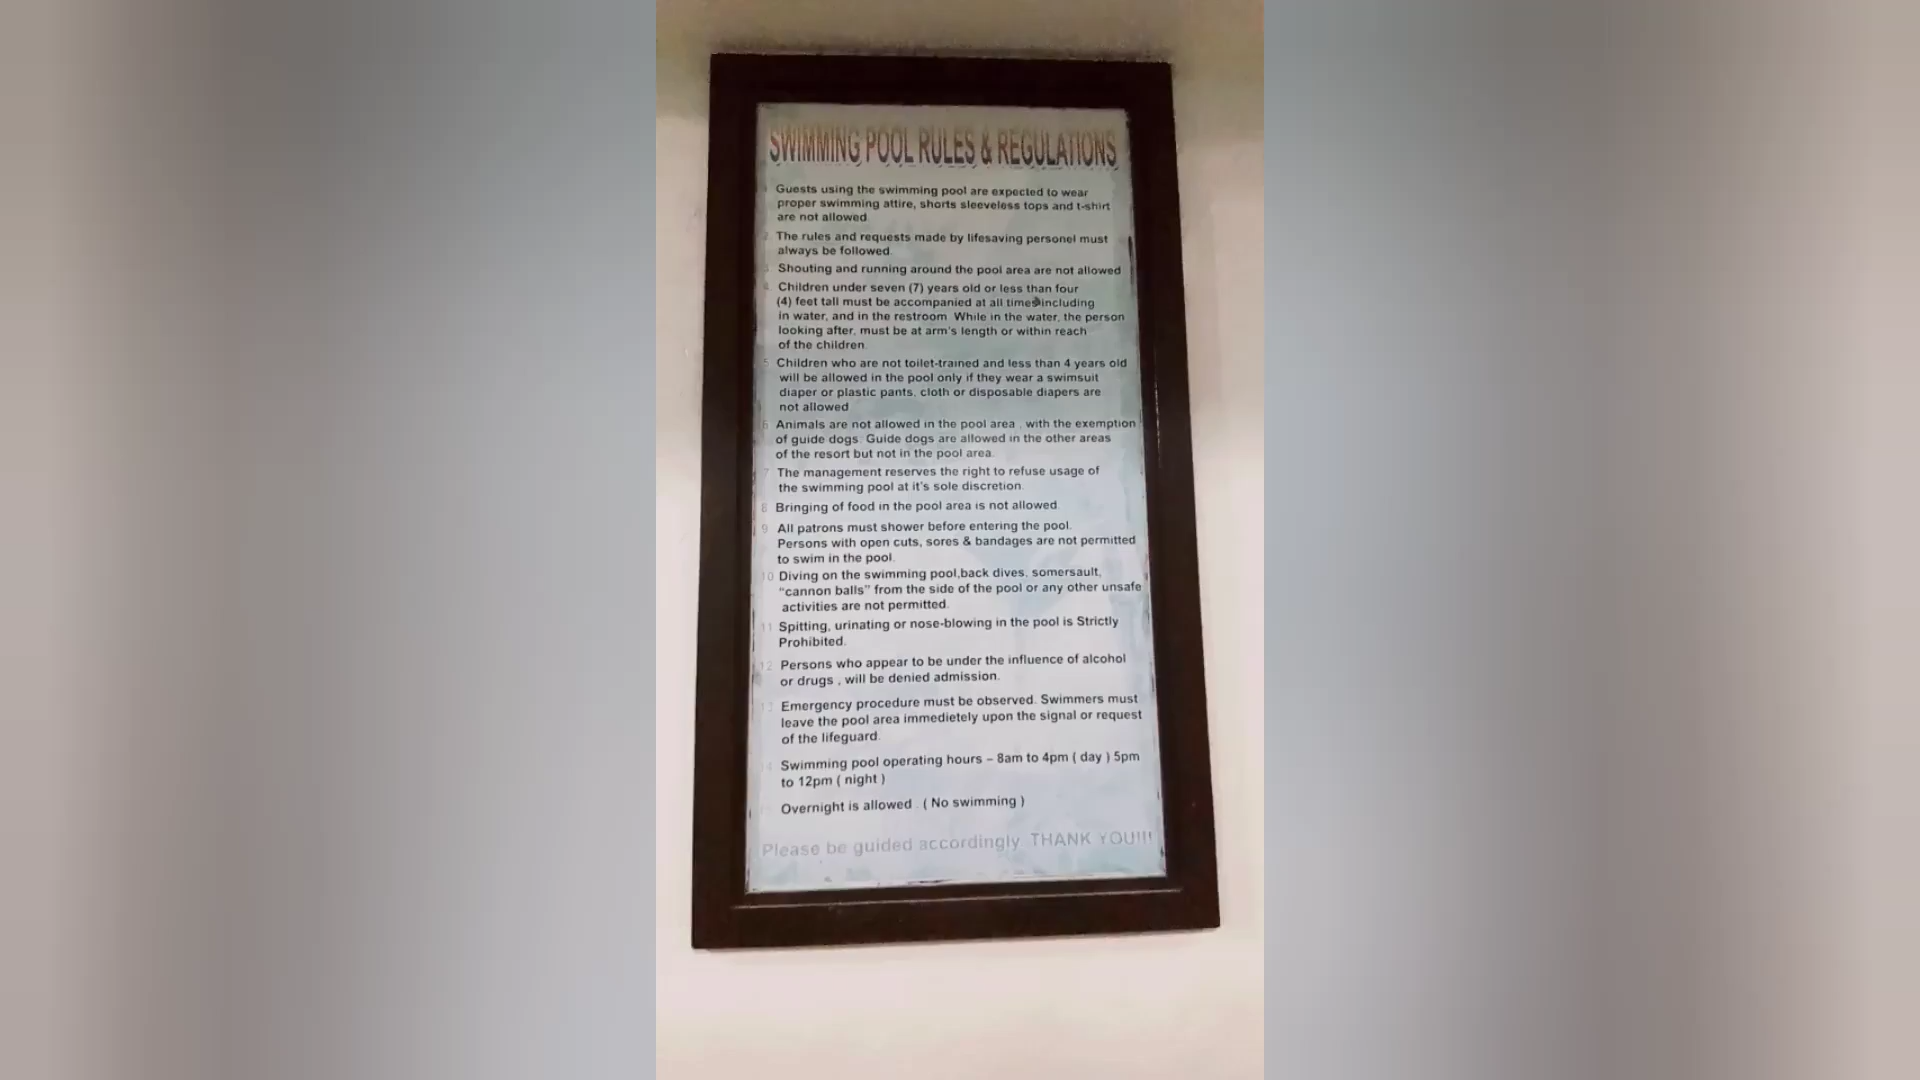 SWIMMING POOL RULES & REGULATIONS
1 Guests using the swimming pool are expected to wear
proper swimming attire, shorts sleeveless tops and t-shirt
are not allowed
2 The rules and requests made by lifesaving personel must
always be followed.
3 Shouting and running around the pool area are not allowed
4 Children under seven (7) years old or less than four
(4) feet tall must be accompanied at all times including
in water, and in the restroom. While in the water, the person
looking after, must be at arm's length or within reach
of the children.
5 Children who are not toilet-trained and less than 4 years old
will be allowed in the pool only if they wear a swimsuit
diaper or plastic pants, cloth or disposable diapers are
not allowed
6 Animals are not allowed in the pool area , with the exemption
of guide dogs. Guide dogs are allowed in the other areas
of the resort but not in the pool area.
7 The management reserves the right to refuse usage of
the swimming pool at it's sole discretion.
8 Bringing of food in the pool area is not allowed.
9 All patrons must shower before entering the pool.
Persons with open cuts, sores & bandages are not permitted
to swim in the pool.
10 Diving on the swimming pool,back dives, somersault,
"cannon balls" from the side of the pool or any other unsafe
activities are not permitted.
11 Spitting, urinating or nose-blowing in the pool is Strictly
Prohibited.
12 Persons who appear to be under the influence of alcohol
or drugs , will be denied admission.
13 Emergency procedure must be observed. Swimmers must
leave the pool area immedietely upon the signal or request
of the lifeguard.
14 Swimming pool operating hours – 8am to 4pm ( day ) 5pm
to 12pm ( night )
Overnight is allowed . ( No swimming )
Please be guided accordingly THANK YOU!!!